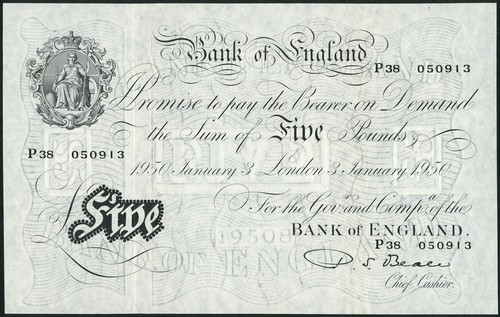 Bank of England
P38 050913
I Promise to pay the Bearer on Demand
the Sum of Five Pounds
P38 050913
1950 January 3 London 3 January 1950
For the Govr. and Compa. of the
£ Five
BANK of ENGLAND.
P38 050913
P. S. Beale
Chief Cashier.